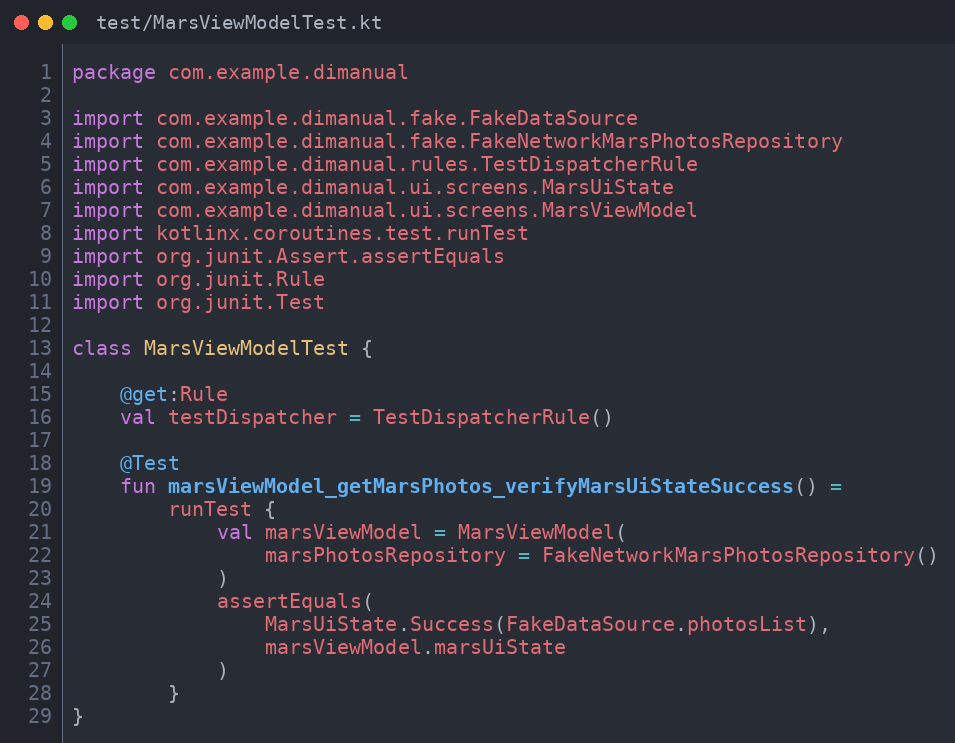 test/MarsViewModelTest.kt
1 package com.example.dimanual
2
3 import com.example.dimanual.fake.FakeDataSource
4 import com.example.dimanual.fake.FakeNetworkMarsPhotosRepository
5 import com.example.dimanual.rules.TestDispatcherRule
6 import com.example.dimanual.ui.screens.MarsUiState
7 import com.example.dimanual.ui.screens.MarsViewModel
8 import kotlinx.coroutines.test.runTest
9 import org.junit.Assert.assertEquals
10 import org.junit.Rule
11 import org.junit.Test
12
13 class MarsViewModelTest {
14
15     @get:Rule
16     val testDispatcher = TestDispatcherRule()
17
18     @Test
19     fun marsViewModel_getMarsPhotos_verifyMarsUiStateSuccess() =
20         runTest {
21             val marsViewModel = MarsViewModel(
22                 marsPhotosRepository = FakeNetworkMarsPhotosRepository()
23             )
24             assertEquals(
25                 MarsUiState.Success(FakeDataSource.photosList),
26                 marsViewModel.marsUiState
27             )
28         }
29 }